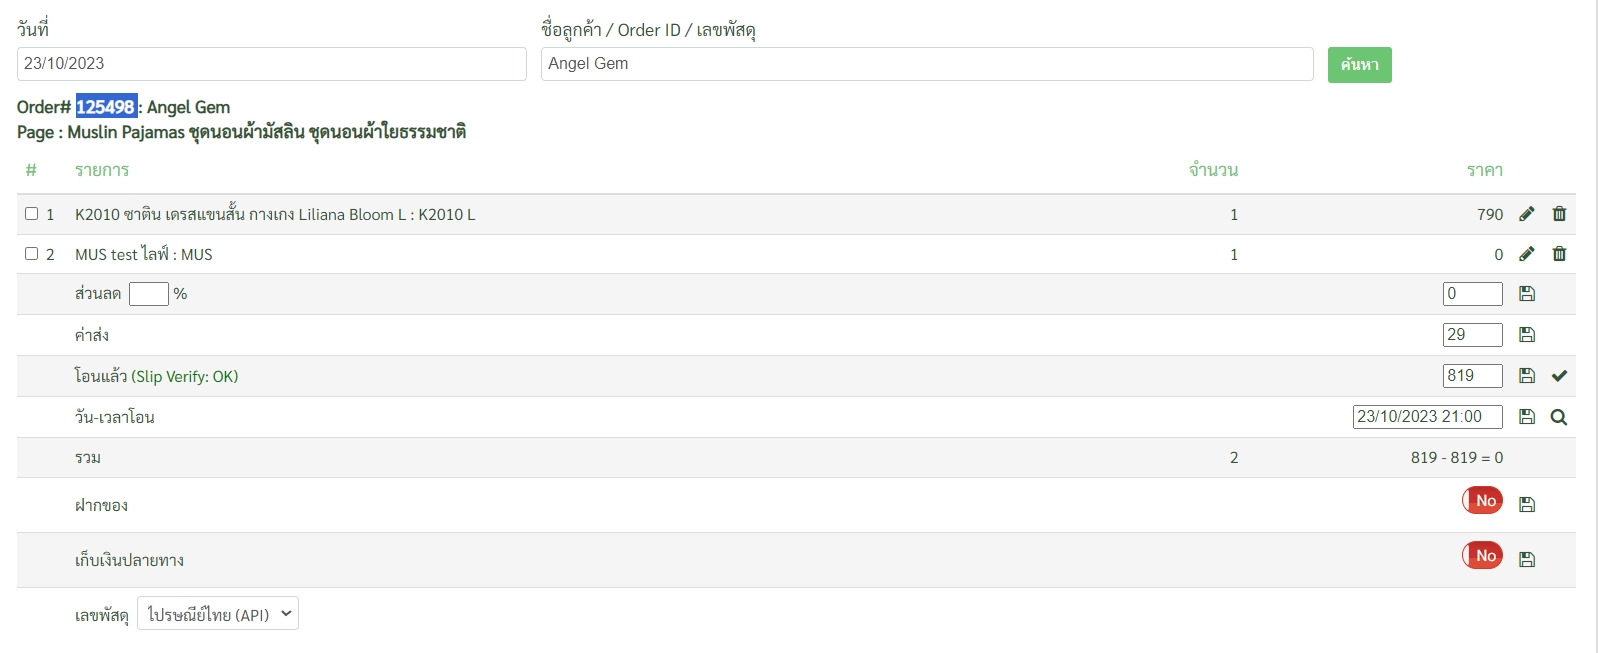 วันที่
ชื่อลูกค้า / Order ID / เลขพัสดุ
23/10/2023
Angel Gem
ค้นหา
Order# 125498 : Angel Gem
Page : Muslin Pajamas ชุดนอนผ้ามัสลิน ชุดนอนผ้าใยธรรมชาติ
# รายการ จำนวน ราคา
1 K2010 ซาติน เดรสแขนสั้น กางเกง Liliana Bloom L : K2010 L 1 790
2 MUS test ไลฟ์ : MUS 1 0
ส่วนลด % 0
ค่าส่ง 29
โอนแล้ว (Slip Verify: OK) 819
วัน-เวลาโอน 23/10/2023 21:00
รวม 2 819 - 819 = 0
ฝากของ No
เก็บเงินปลายทาง No
เลขพัสดุ ไปรษณีย์ไทย (API)